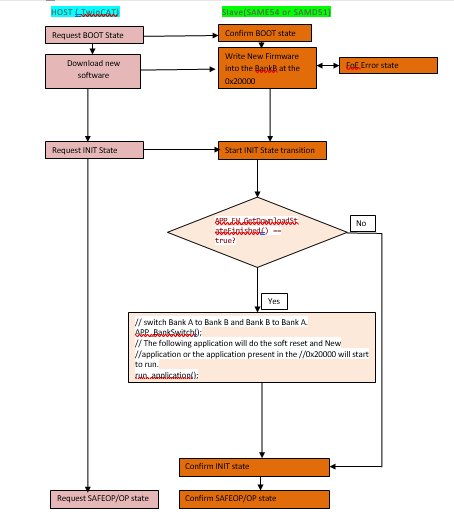 HOST ( TwinCAT)
Slave(SAME54 or SAMD51)
Request BOOT State
Confirm BOOT state
Download new
software
Write New Firmware
into the BankB at the
0x20000
FoE Error state
Request INIT State
Start INIT State transition
APP_FW_GetDownloadSt
ateFinished() ==
true?
No
Yes
// switch Bank A to Bank B and Bank B to Bank A.
APP_BankSwitch();
// The following application will do the soft reset and New
//application or the application present in the //0x20000 will start
to run.
run_application();
Confirm INIT state
Request SAFEOP/OP state
Confirm SAFEOP/OP state